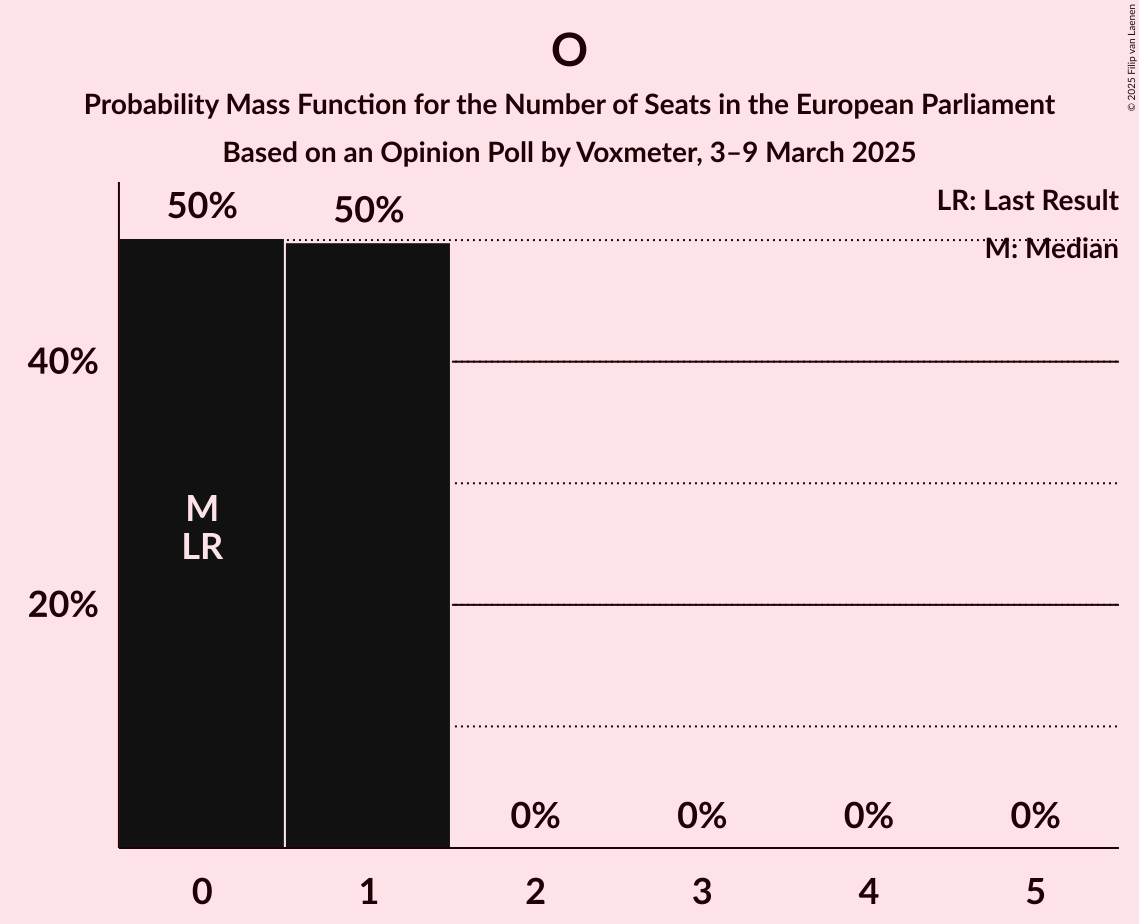 O
Probability Mass Function for the Number of Seats in the European Parliament
Based on an Opinion Poll by Voxmeter, 3–9 March 2025
© 2025 Filip van Laenen
LR: Last Result
M: Median
50%
50%
40%
20%
M
LR
0%
0%
0%
0%
0
1
2
3
4
5